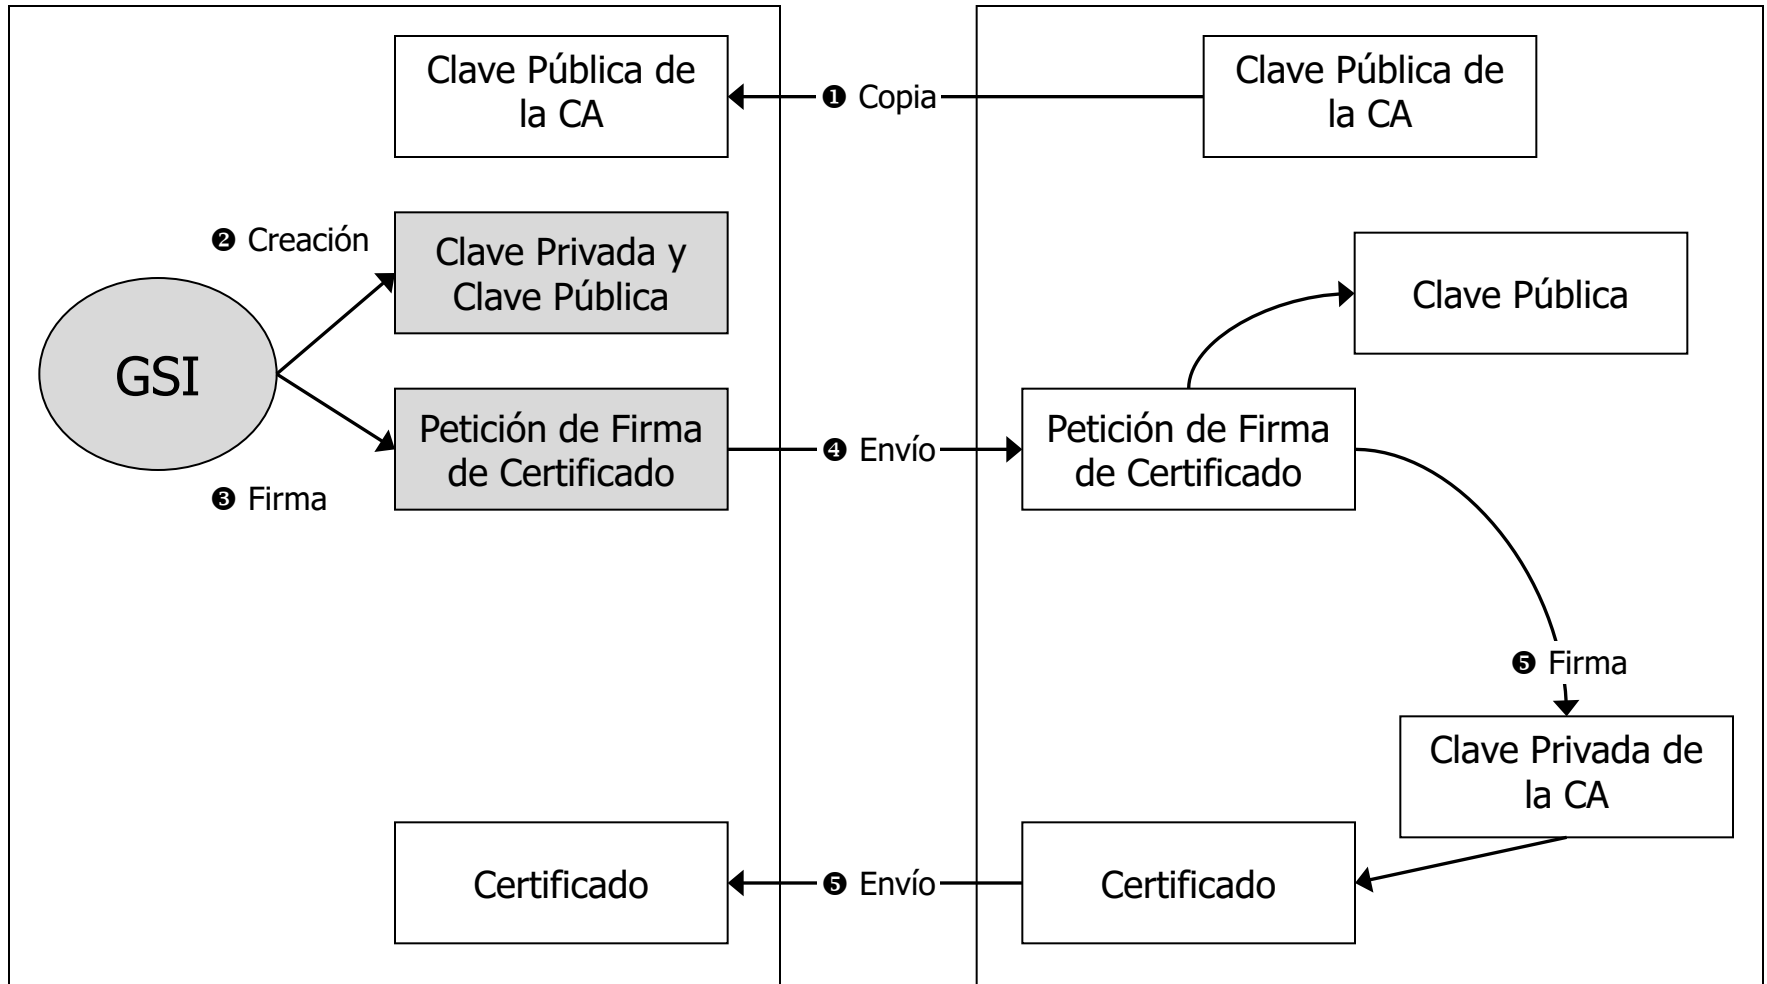 Clave Pública de
la CA
❶ Copia
Clave Pública de
la CA
❷ Creación
Clave Privada y
Clave Pública
Clave Pública
GSI
Petición de Firma
de Certificado
❹ Envío
Petición de Firma
de Certificado
❸ Firma
❺ Firma
Clave Privada de
la CA
Certificado
❺ Envío
Certificado